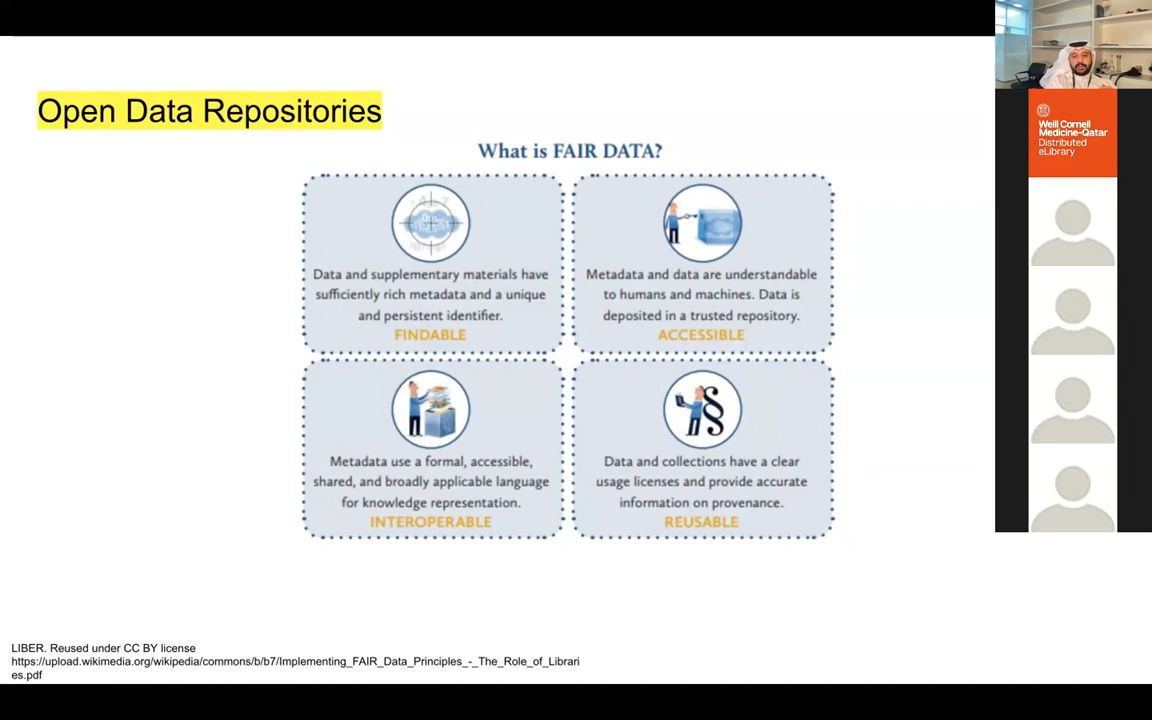 Open Data Repositories
What is FAIR DATA?
Data and supplementary materials have
sufficiently rich metadata and a unique
and persistent identifier.
FINDABLE
Metadata and data are understandable
to humans and machines. Data is
deposited in a trusted repository.
ACCESSIBLE
Metadata use a formal, accessible,
shared, and broadly applicable language
for knowledge representation.
INTEROPERABLE
Data and collections have a clear
usage licenses and provide accurate
information on provenance.
REUSABLE
LIBER. Reused under CC BY license
https://upload.wikimedia.org/wikipedia/commons/b/b7/Implementing_FAIR_Data_Principles_-_The_Role_of_Librari
es.pdf
Weill Cornell
Medicine-Qatar
Distributed
eLibrary